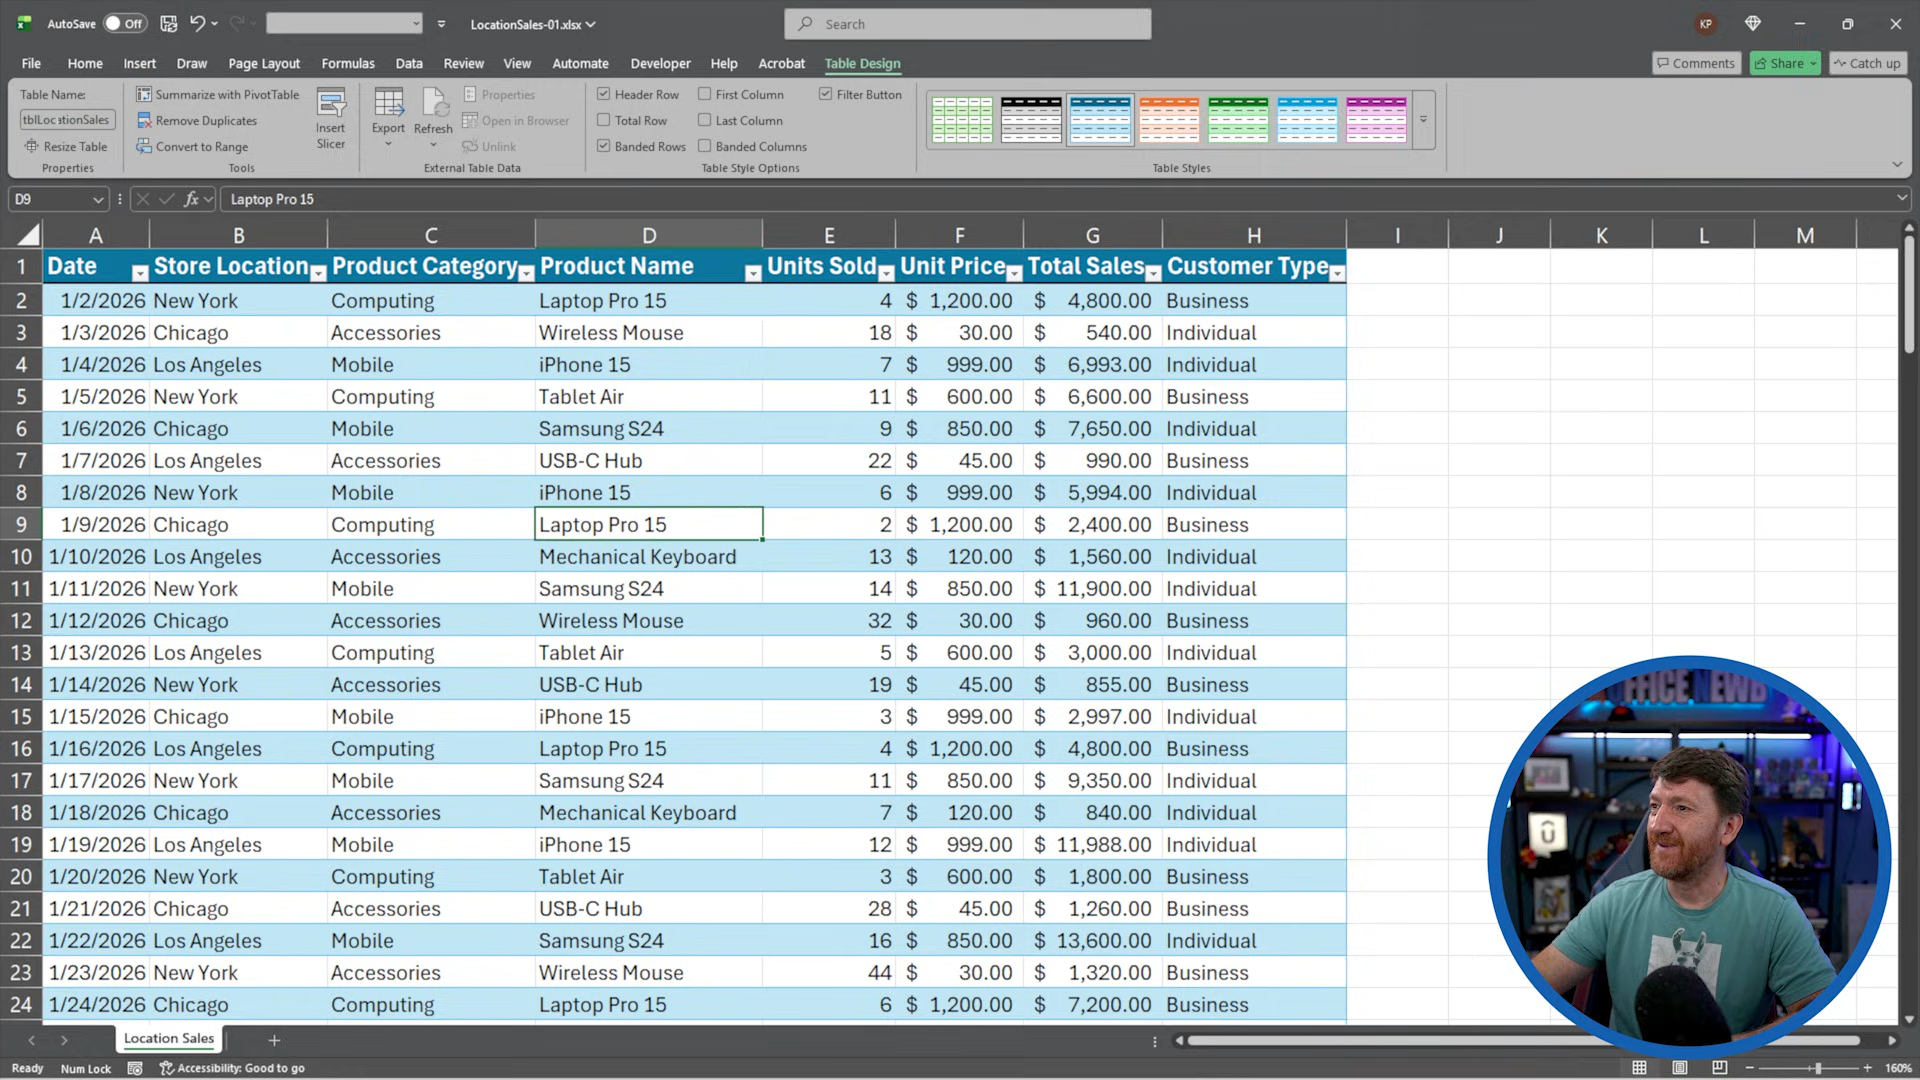 AutoSave Off LocationSales-01.xlsx Search KP
File Home Insert Draw Page Layout Formulas Data Review View Automate Developer Help Acrobat Table Design Comments Share Catch up
Table Name: Summarize with PivotTable Properties Header Row First Column Filter Button
tblLocationSales Remove Duplicates Insert Slicer Export Refresh Open in Browser Total Row Last Column
Resize Table Convert to Range Unlink Banded Rows Banded Columns
Properties Tools External Table Data Table Style Options Table Styles
D9 fx Laptop Pro 15
A B C D E F G H I J K L M
1 Date Store Location Product Category Product Name Units Sold Unit Price Total Sales Customer Type
2 1/2/2026 New York Computing Laptop Pro 15 4 $ 1,200.00 $ 4,800.00 Business
3 1/3/2026 Chicago Accessories Wireless Mouse 18 $ 30.00 $ 540.00 Individual
4 1/4/2026 Los Angeles Mobile iPhone 15 7 $ 999.00 $ 6,993.00 Individual
5 1/5/2026 New York Computing Tablet Air 11 $ 600.00 $ 6,600.00 Business
6 1/6/2026 Chicago Mobile Samsung S24 9 $ 850.00 $ 7,650.00 Individual
7 1/7/2026 Los Angeles Accessories USB-C Hub 22 $ 45.00 $ 990.00 Business
8 1/8/2026 New York Mobile iPhone 15 6 $ 999.00 $ 5,994.00 Individual
9 1/9/2026 Chicago Computing Laptop Pro 15 2 $ 1,200.00 $ 2,400.00 Business
10 1/10/2026 Los Angeles Accessories Mechanical Keyboard 13 $ 120.00 $ 1,560.00 Individual
11 1/11/2026 New York Mobile Samsung S24 14 $ 850.00 $ 11,900.00 Individual
12 1/12/2026 Chicago Accessories Wireless Mouse 32 $ 30.00 $ 960.00 Business
13 1/13/2026 Los Angeles Computing Tablet Air 5 $ 600.00 $ 3,000.00 Individual
14 1/14/2026 New York Accessories USB-C Hub 19 $ 45.00 $ 855.00 Business
15 1/15/2026 Chicago Mobile iPhone 15 3 $ 999.00 $ 2,997.00 Individual
16 1/16/2026 Los Angeles Computing Laptop Pro 15 4 $ 1,200.00 $ 4,800.00 Business
17 1/17/2026 New York Mobile Samsung S24 11 $ 850.00 $ 9,350.00 Individual
18 1/18/2026 Chicago Accessories Mechanical Keyboard 7 $ 120.00 $ 840.00 Individual
19 1/19/2026 Los Angeles Mobile iPhone 15 12 $ 999.00 $ 11,988.00 Individual
20 1/20/2026 New York Computing Tablet Air 3 $ 600.00 $ 1,800.00 Business
21 1/21/2026 Chicago Accessories USB-C Hub 28 $ 45.00 $ 1,260.00 Business
22 1/22/2026 Los Angeles Mobile Samsung S24 16 $ 850.00 $ 13,600.00 Individual
23 1/23/2026 New York Accessories Wireless Mouse 44 $ 30.00 $ 1,320.00 Business
24 1/24/2026 Chicago Computing Laptop Pro 15 6 $ 1,200.00 $ 7,200.00 Business
OFFICE NEWB
Location Sales
Ready Num Lock Accessibility: Good to go 160%